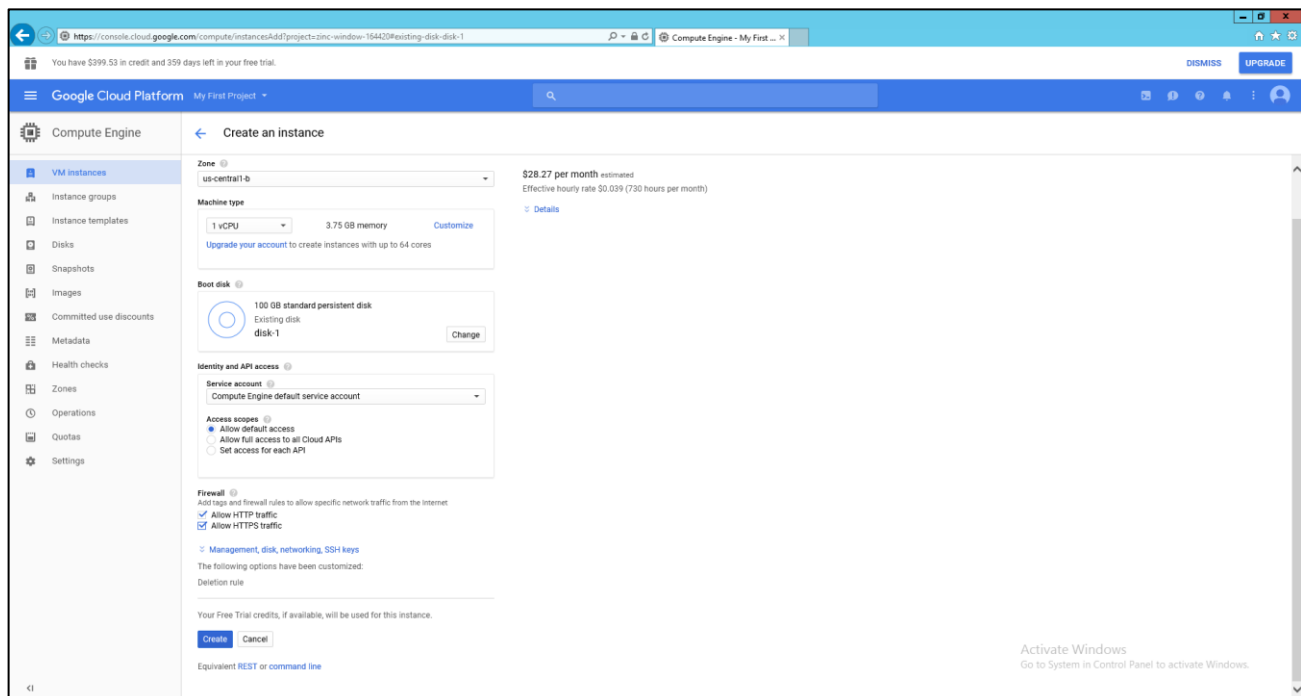 https://console.cloud.google.com/compute/instancesAdd?project=zinc-window-164420#existing-disk-disk-1
Compute Engine - My First ...
You have $399.53 in credit and 359 days left in your free trial.
DISMISS
UPGRADE
Google Cloud Platform
My First Project
Compute Engine
Create an instance
VM instances
Instance groups
Instance templates
Disks
Snapshots
Images
Committed use discounts
Metadata
Health checks
Zones
Operations
Quotas
Settings
Zone
us-central1-b
Machine type
1 vCPU
3.75 GB memory
Customize
Upgrade your account to create instances with up to 64 cores
Boot disk
100 GB standard persistent disk
Existing disk
disk-1
Change
Identity and API access
Service account
Compute Engine default service account
Access scopes
Allow default access
Allow full access to all Cloud APIs
Set access for each API
Firewall
Add tags and firewall rules to allow specific network traffic from the Internet
Allow HTTP traffic
Allow HTTPS traffic
Management, disk, networking, SSH keys
The following options have been customized:
Deletion rule
Your Free Trial credits, if available, will be used for this instance.
Create
Cancel
Equivalent REST or command line
$28.27 per month estimated
Effective hourly rate $0.039 (730 hours per month)
Details
Activate Windows
Go to System in Control Panel to activate Windows.